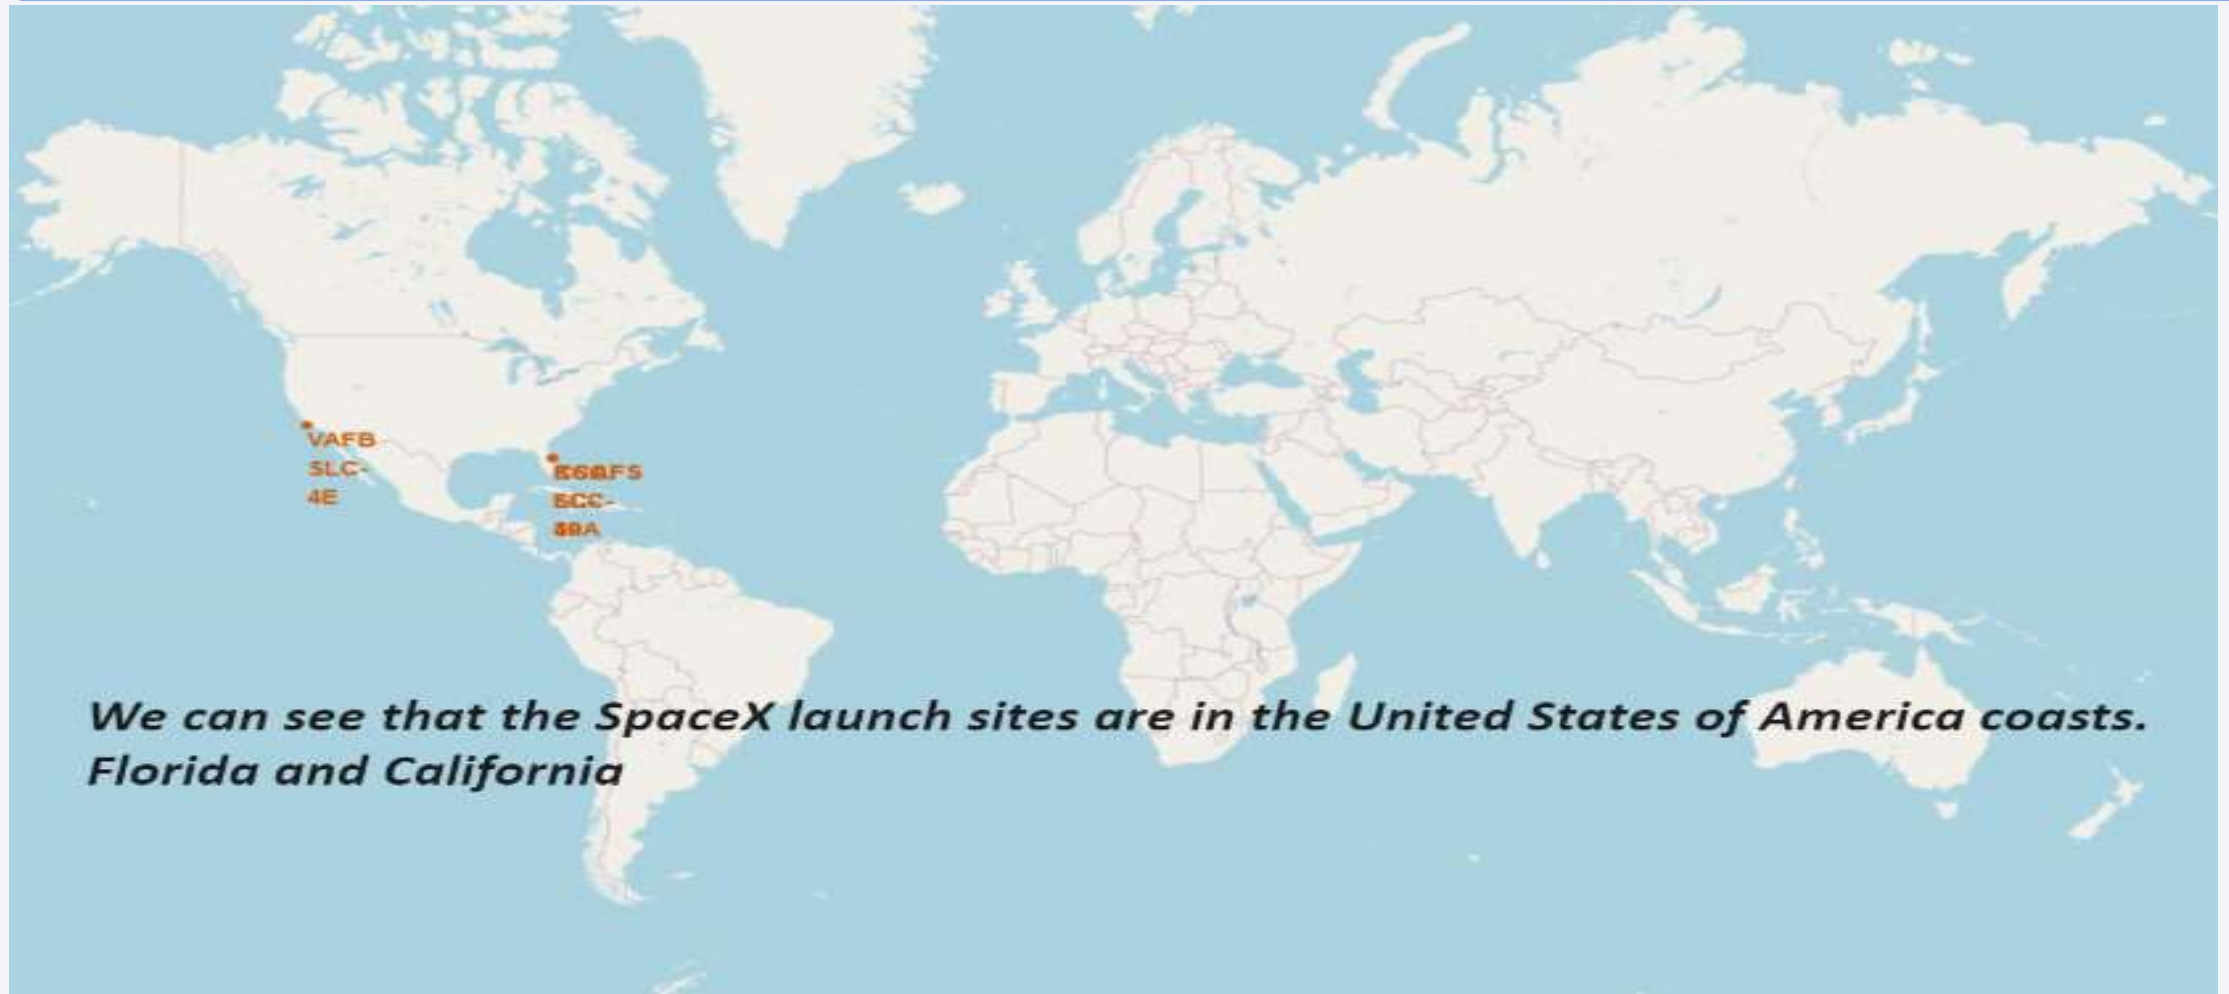 VAFB
SLC-
4E
We can see that the SpaceX launch sites are in the United States of America coasts.
Florida and California